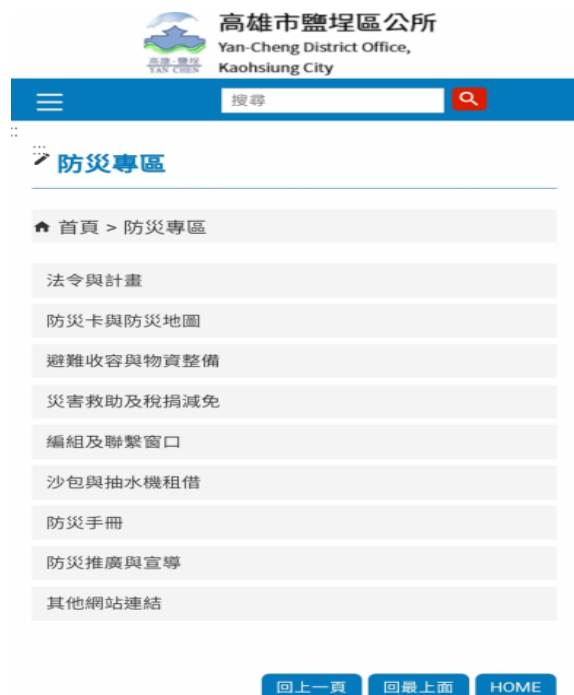 高雄市鹽埕區公所
Yan-Cheng District Office,
Kaohsiung City
高雄‧鹽埕
YAN CHEN
搜尋
防災專區
首頁 > 防災專區
法令與計畫
防災卡與防災地圖
避難收容與物資整備
災害救助及稅捐減免
編組及聯繫窗口
沙包與抽水機租借
防災手冊
防災推廣與宣導
其他網站連結
回上一頁 回最上面 HOME